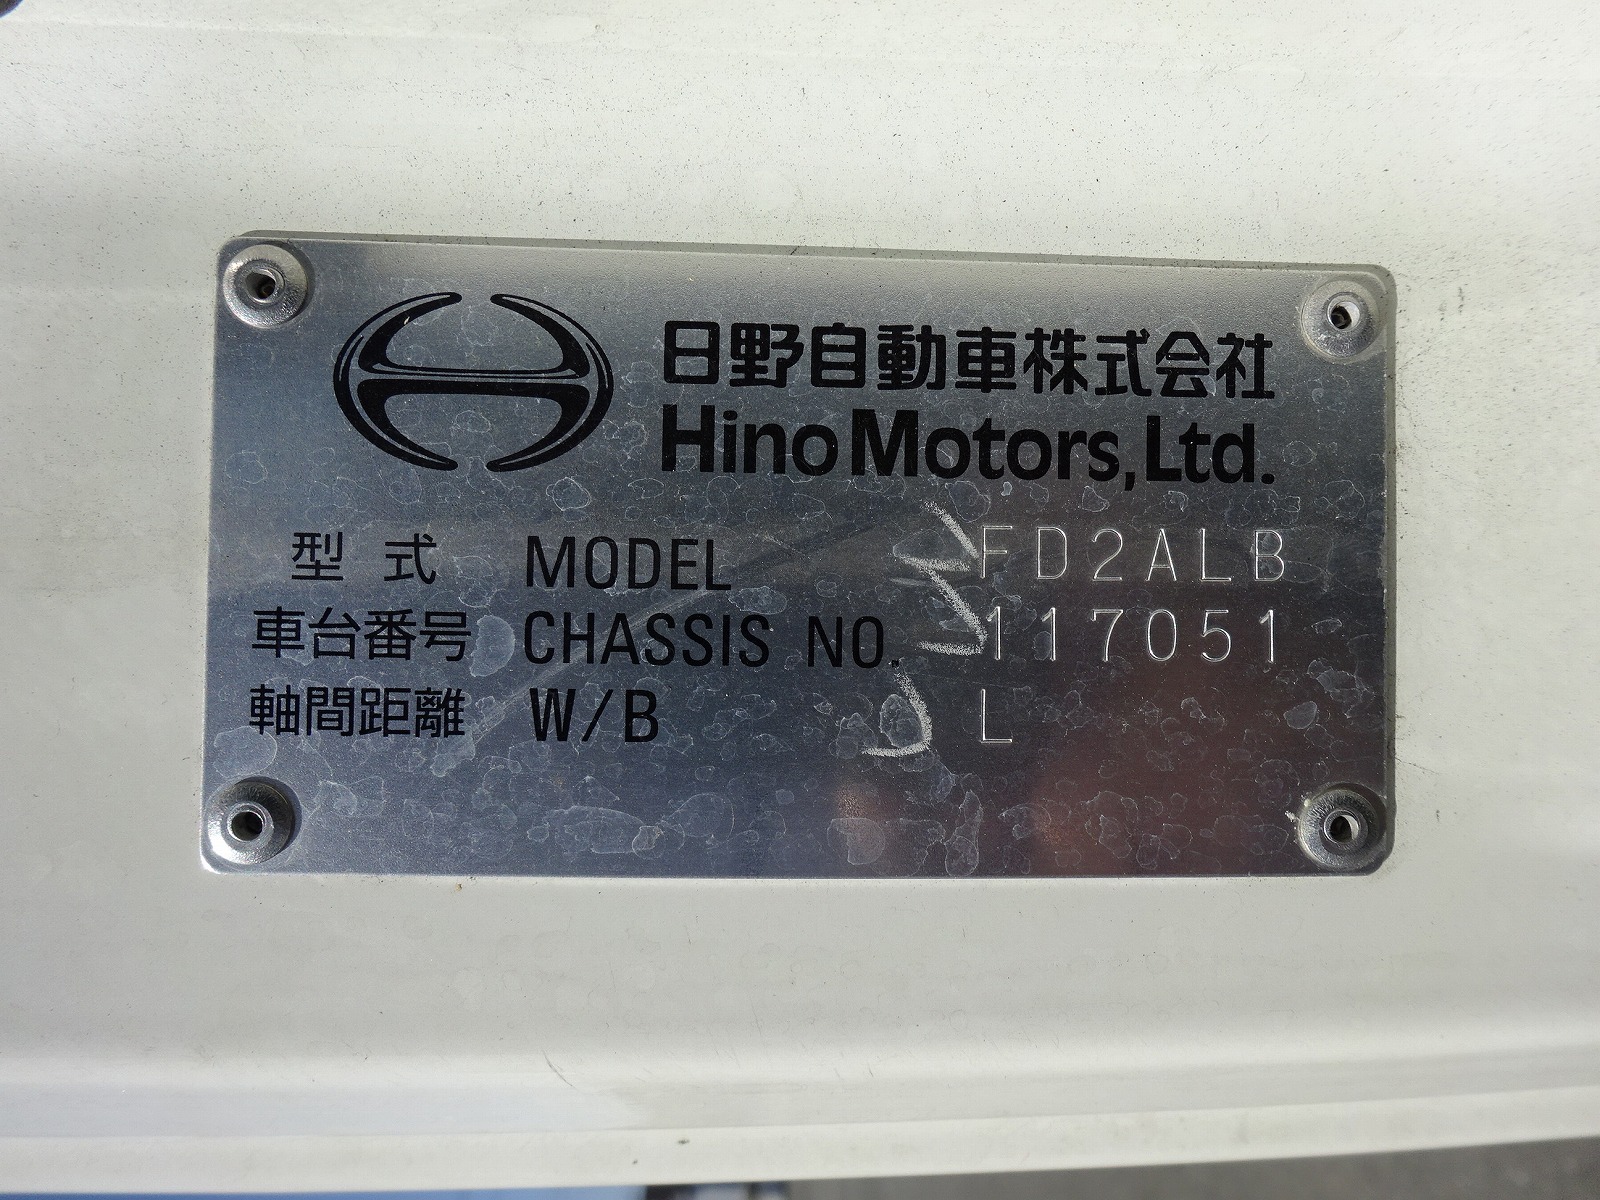 日野自動車株式会社
Hino Motors,Ltd.
型式 MODEL FD2ALB
車台番号 CHASSIS NO. 117051
軸間距離 W/B L